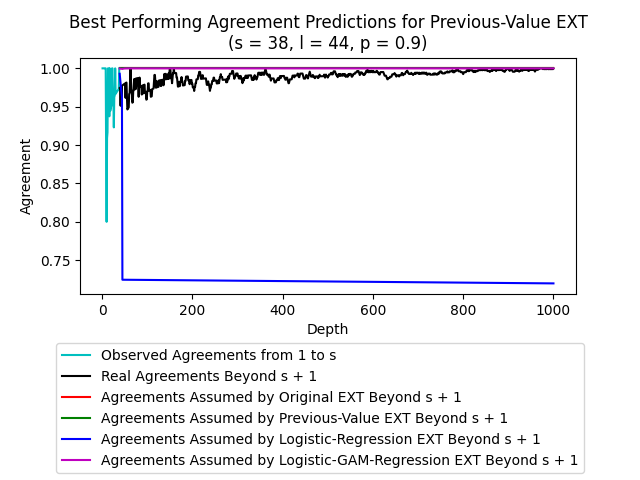 Best Performing Agreement Predictions for Previous-Value EXT
(s = 38, l = 44, p = 0.9)
1.00
0.95
0.90
0.85
0.80
0.75
Agreement
0
200
400
600
800
1000
Depth
Observed Agreements from 1 to s
Real Agreements Beyond s + 1
Agreements Assumed by Original EXT Beyond s + 1
Agreements Assumed by Previous-Value EXT Beyond s + 1
Agreements Assumed by Logistic-Regression EXT Beyond s + 1
Agreements Assumed by Logistic-GAM-Regression EXT Beyond s + 1